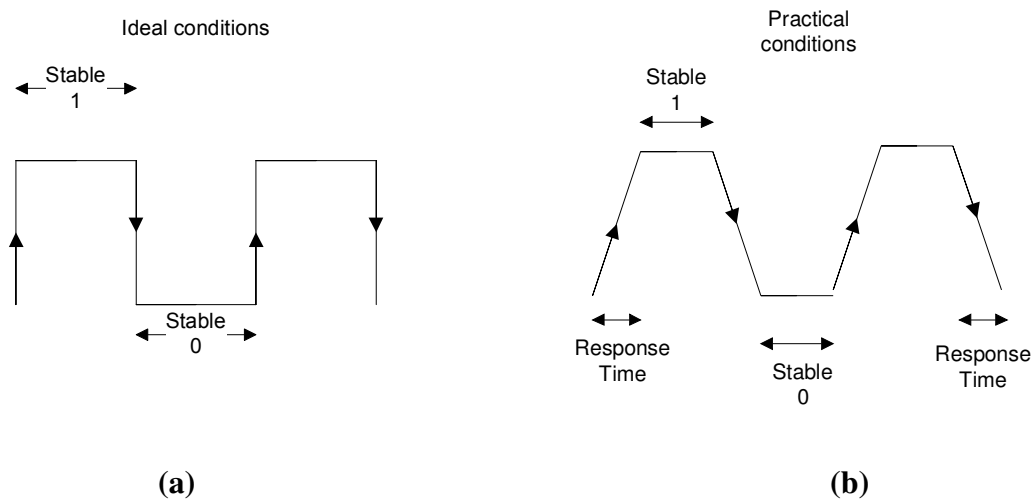 Ideal conditions
Stable
1
Stable
0
(a)
Practical
conditions
Stable
1
Response
Time
Stable
0
Response
Time
(b)